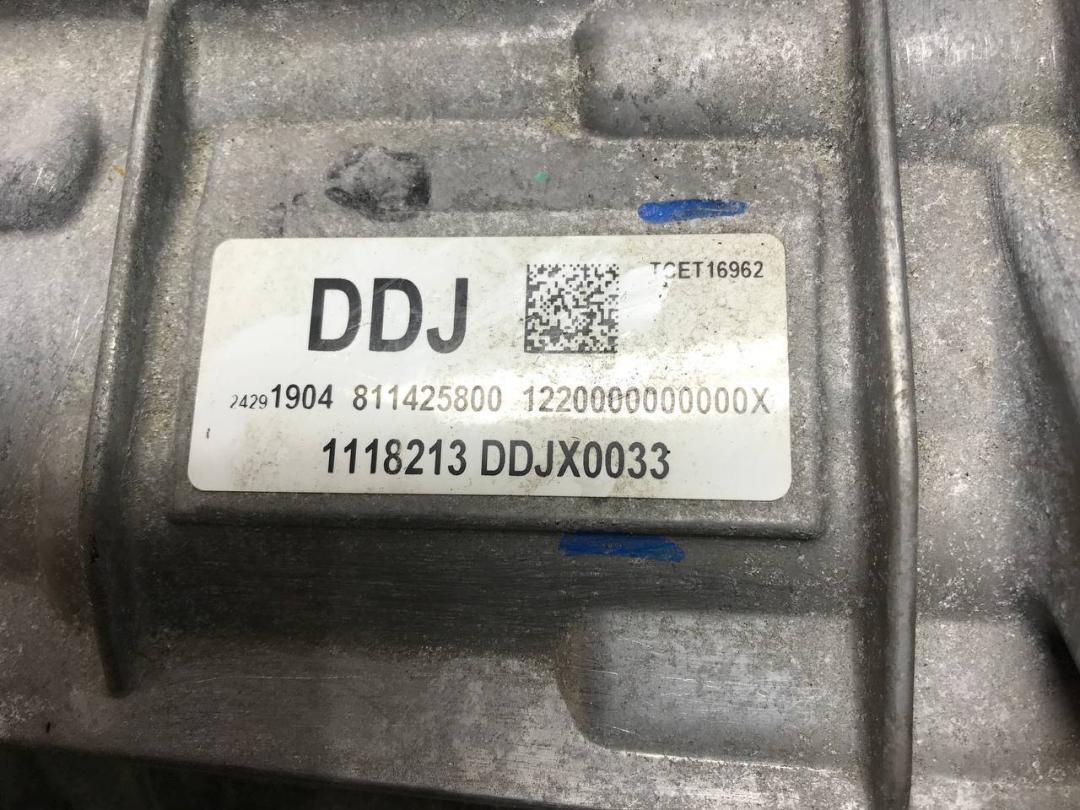 DDJ
TCET16962
24291904 811425800 1220000000000X
1118213 DDJX0033